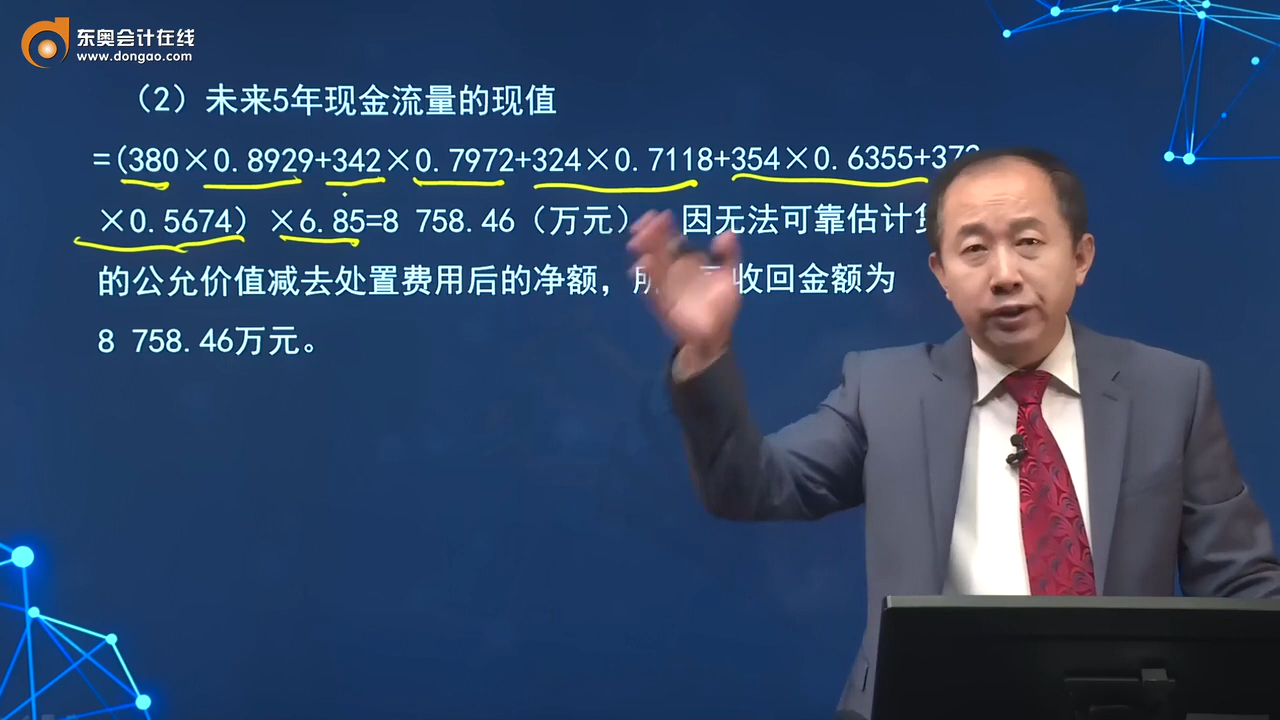 东奥会计在线
www.dongao.com
（2）未来5年现金流量的现值
=(380×0.8929+342×0.7972+324×0.7118+354×0.6355+37
×0.5674）×6.85=8 758.46（万元） 因无法可靠估计
的公允价值减去处置费用后的净额， 收回金额为
8 758.46万元。